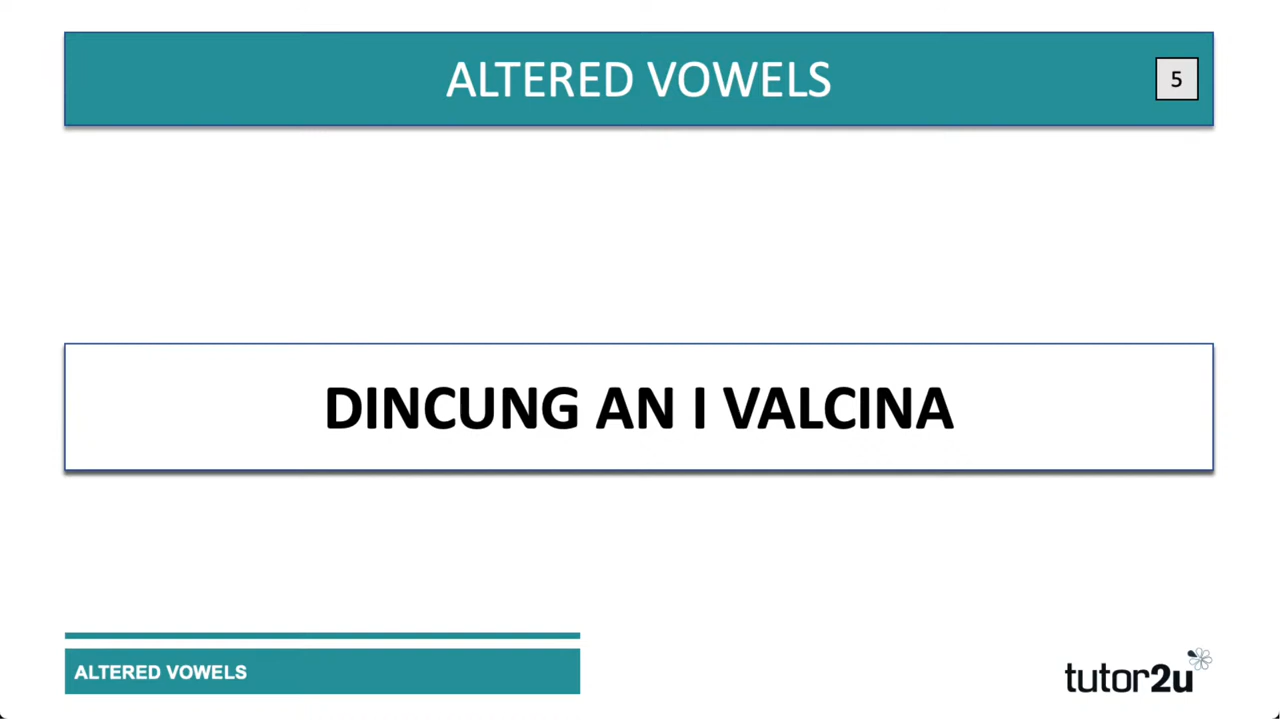 ALTERED VOWELS
5
DINCUNG AN I VALCINA
ALTERED VOWELS
tutor2u